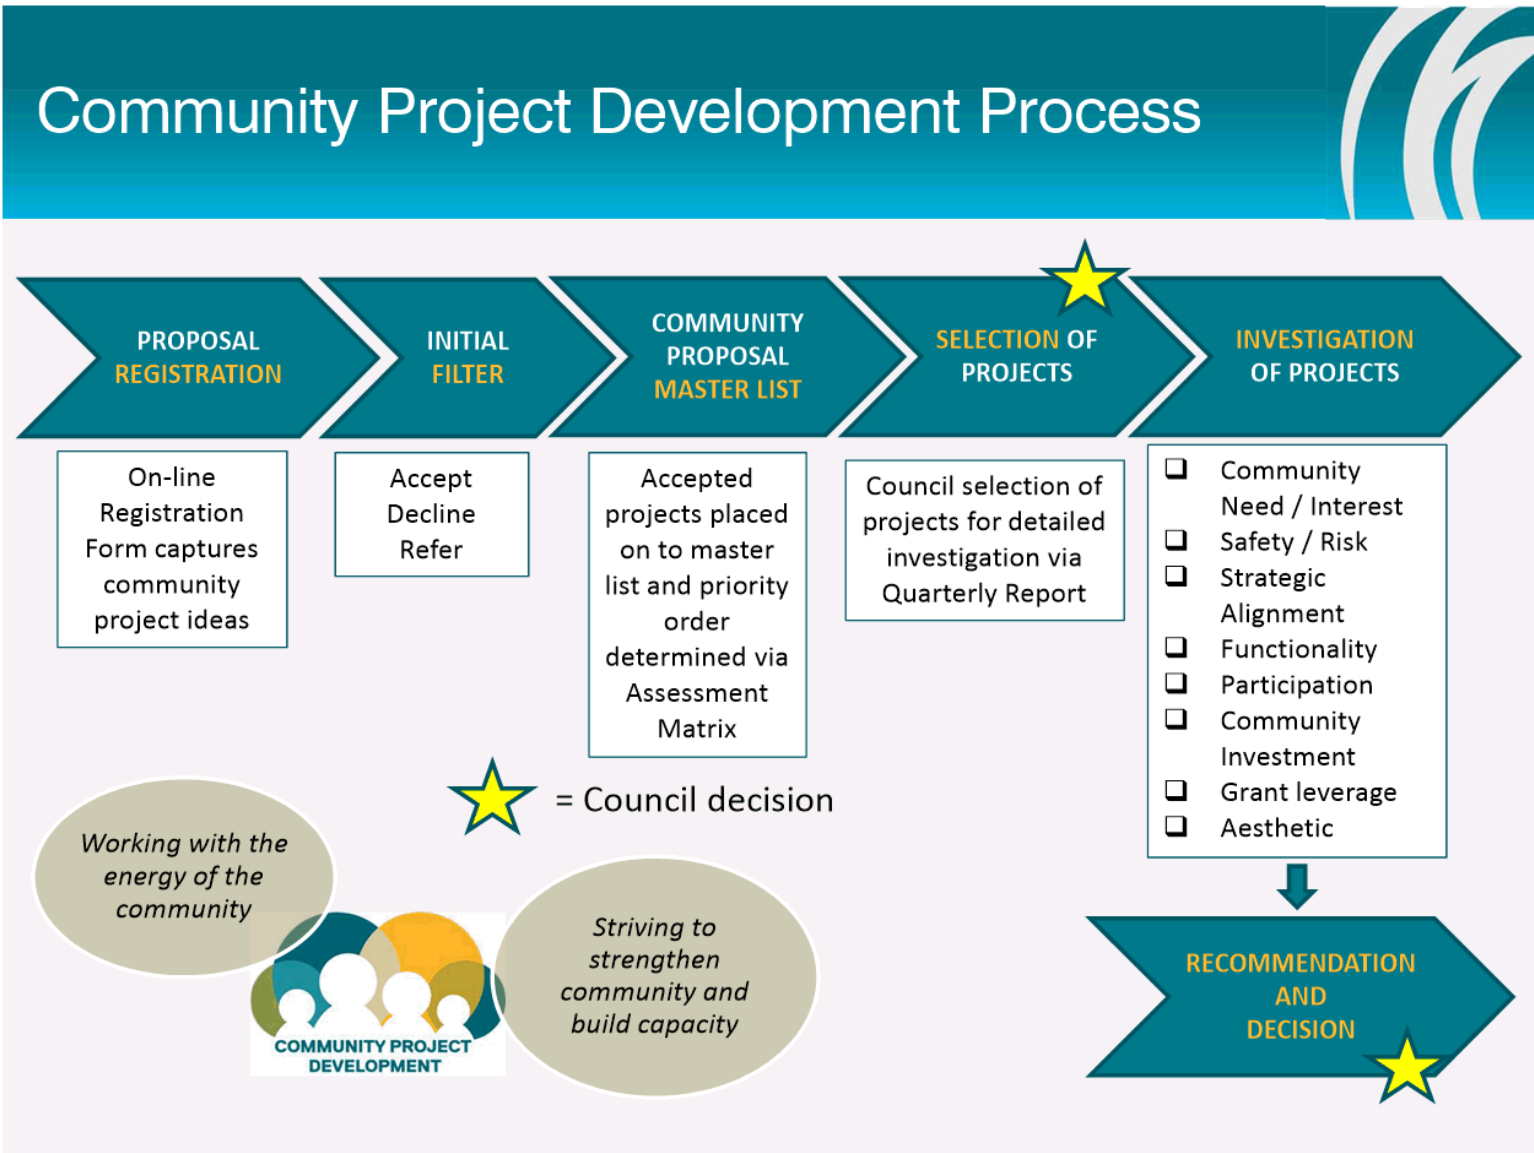 Community Project Development Process
PROPOSAL
REGISTRATION
INITIAL
FILTER
COMMUNITY
PROPOSAL
MASTER LIST
SELECTION OF
PROJECTS
INVESTIGATION
OF PROJECTS
On-line
Registration
Form captures
community
project ideas
Accept
Decline
Refer
Accepted
projects placed
on to master
list and priority
order
determined via
Assessment
Matrix
Council selection of
projects for detailed
investigation via
Quarterly Report
❑ Community
Need / Interest
❑ Safety / Risk
❑ Strategic
Alignment
❑ Functionality
❑ Participation
❑ Community
Investment
❑ Grant leverage
❑ Aesthetic
= Council decision
Working with the
energy of the
community
Striving to
strengthen
community and
build capacity
COMMUNITY PROJECT
DEVELOPMENT
RECOMMENDATION
AND
DECISION